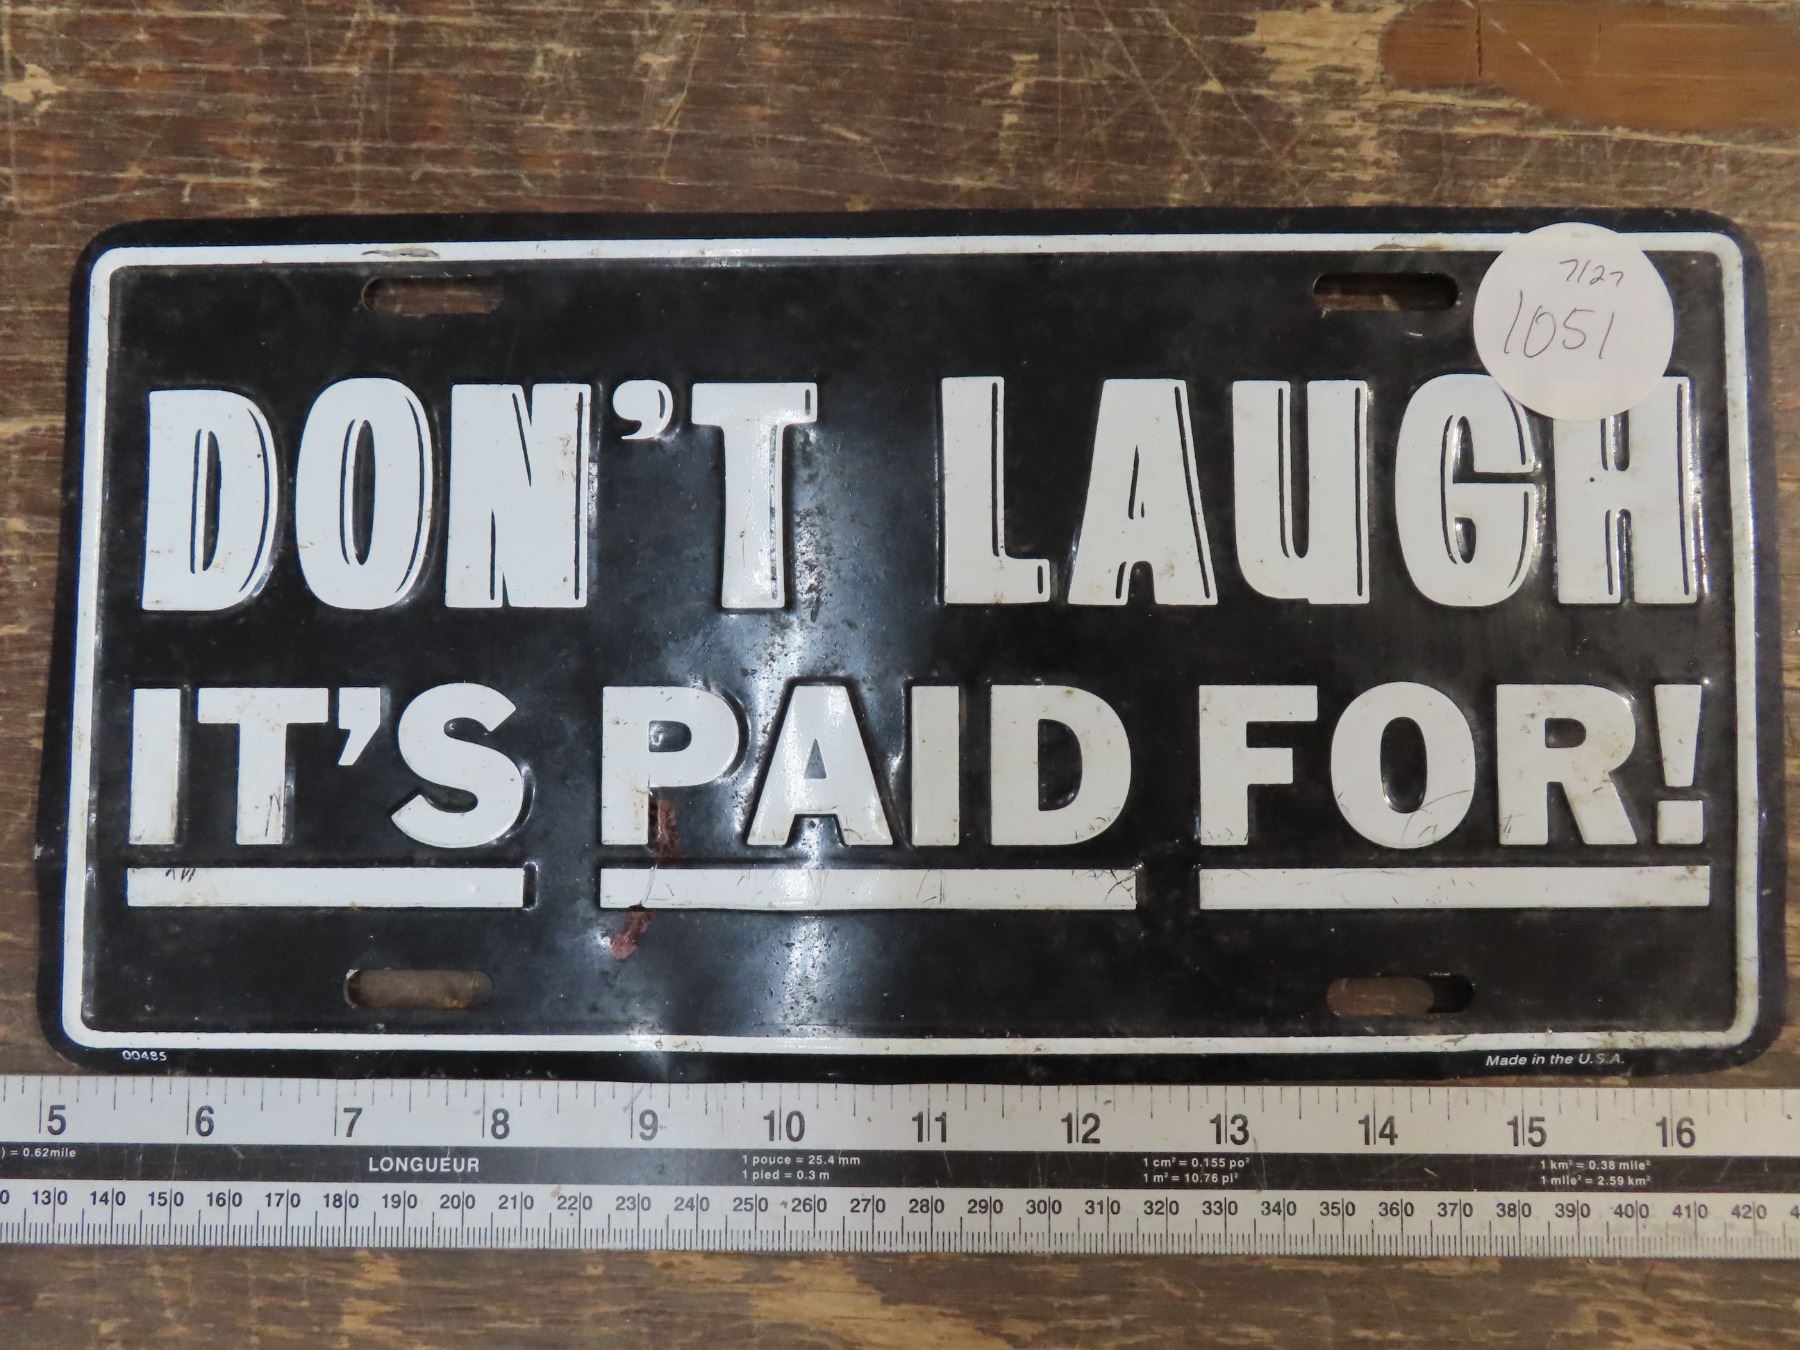 7127
1051
DON'T LAUGH
IT'S PAID FOR!
00485
Made in the U.S.A.
5 6 7 8 9 10 11 12 13 14 15 16
) = 0.62mile
LONGUEUR
1 pouce = 25.4 mm
1 pied = 0.3 m
1 cm² = 0.155 po²
1 m² = 10.76 pi²
1 km² = 0.38 mile²
1 mile² = 2.59 km²
0 130 140 150 160 170 180 190 200 210 220 230 240 250 260 270 280 290 300 310 320 330 340 350 360 370 380 390 400 410 420 4